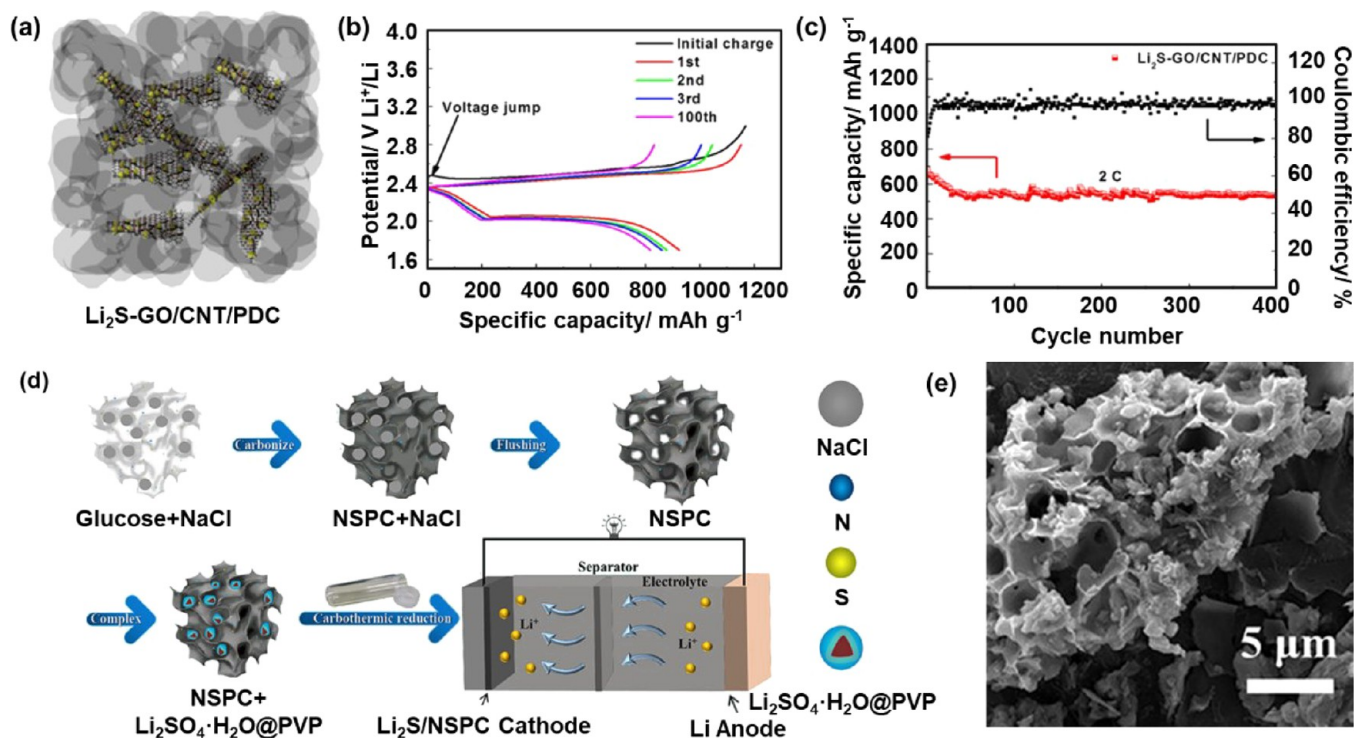 (a)
Li₂S-GO/CNT/PDC
(b)
Potential/ V Li⁺/Li
4.0
3.6
3.2
2.8
2.4
2.0
1.6
Initial charge
1st
2nd
3rd
100th
Voltage jump
0 200 400 600 800 1000 1200
Specific capacity/ mAh g⁻¹
(c)
Specific capacity/ mAh g⁻¹
1400
1200
1000
800
600
400
200
0
Li₂S-GO/CNT/PDC
2 C
120
100
80
60
40
20
0
Coulombic efficiency/ %
100 200 300 400
Cycle number
(d)
Glucose+NaCl
Carbonize
NSPC+NaCl
Flushing
NSPC
NaCl
N
S
Li₂SO₄·H₂O@PVP
Complex
NSPC+
Li₂SO₄·H₂O@PVP
Carbothermic reduction
Separator
Electrolyte
Li⁺
Li⁺
Li₂S/NSPC Cathode
Li Anode
(e)
5 μm